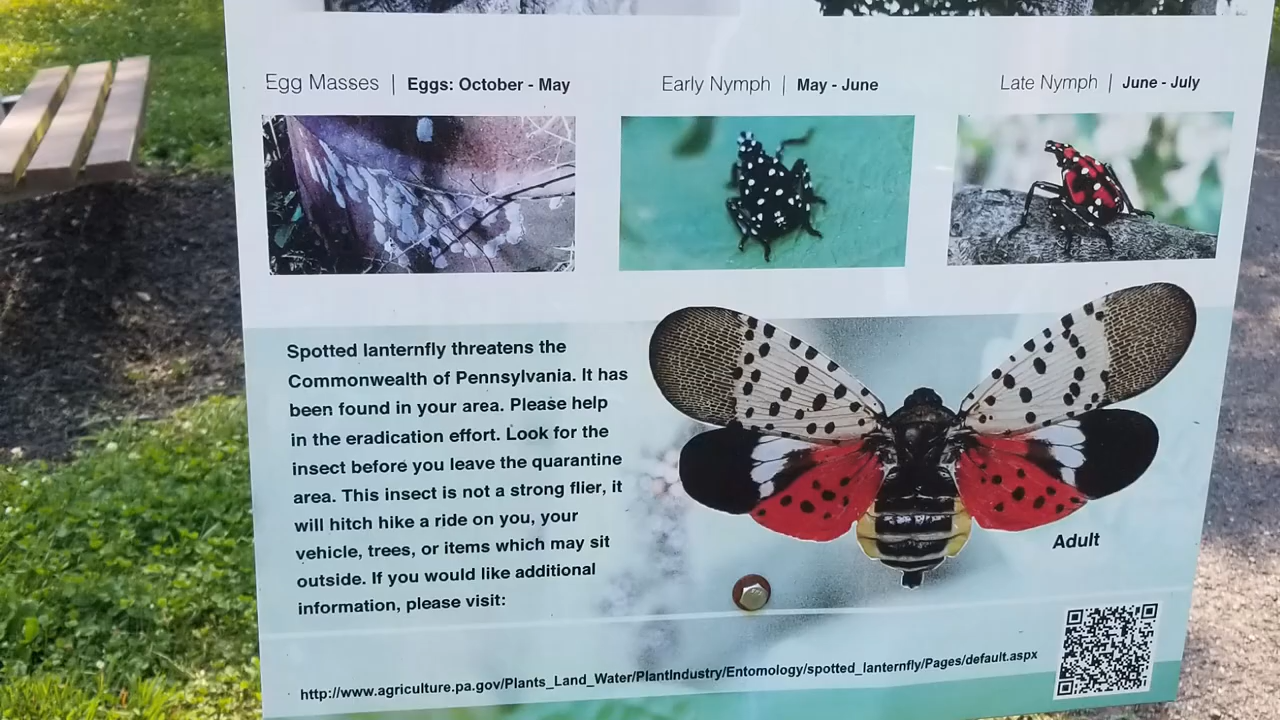 Egg Masses | Eggs: October - May
Early Nymph | May - June
Late Nymph | June - July
Spotted lanternfly threatens the
Commonwealth of Pennsylvania. It has
been found in your area. Please help
in the eradication effort. Look for the
insect before you leave the quarantine
area. This insect is not a strong flier, it
will hitch hike a ride on you, your
vehicle, trees, or items which may sit
outside. If you would like additional
information, please visit:
Adult
http://www.agriculture.pa.gov/Plants_Land_Water/PlantIndustry/Entomology/spotted_lanternfly/Pages/default.aspx